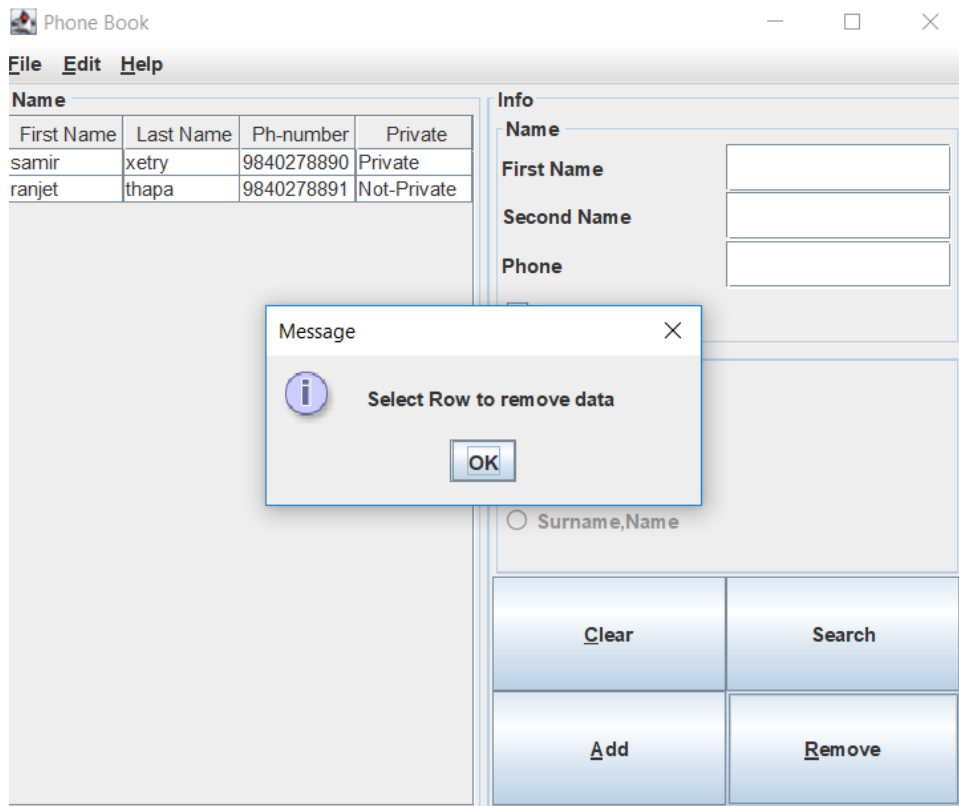 Phone Book
File Edit Help
Name
First Name Last Name Ph-number Private
samir xetry 9840278890 Private
ranjet thapa 9840278891 Not-Private
Info
Name
First Name
Second Name
Phone
Message
Select Row to remove data
OK
Surname,Name
Clear Search
Add Remove